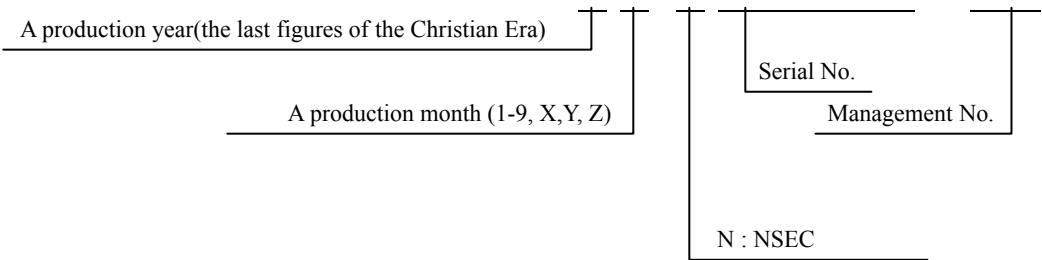 A production year(the last figures of the Christian Era)
Serial No.
A production month (1-9, X,Y, Z)
Management No.
N : NSEC